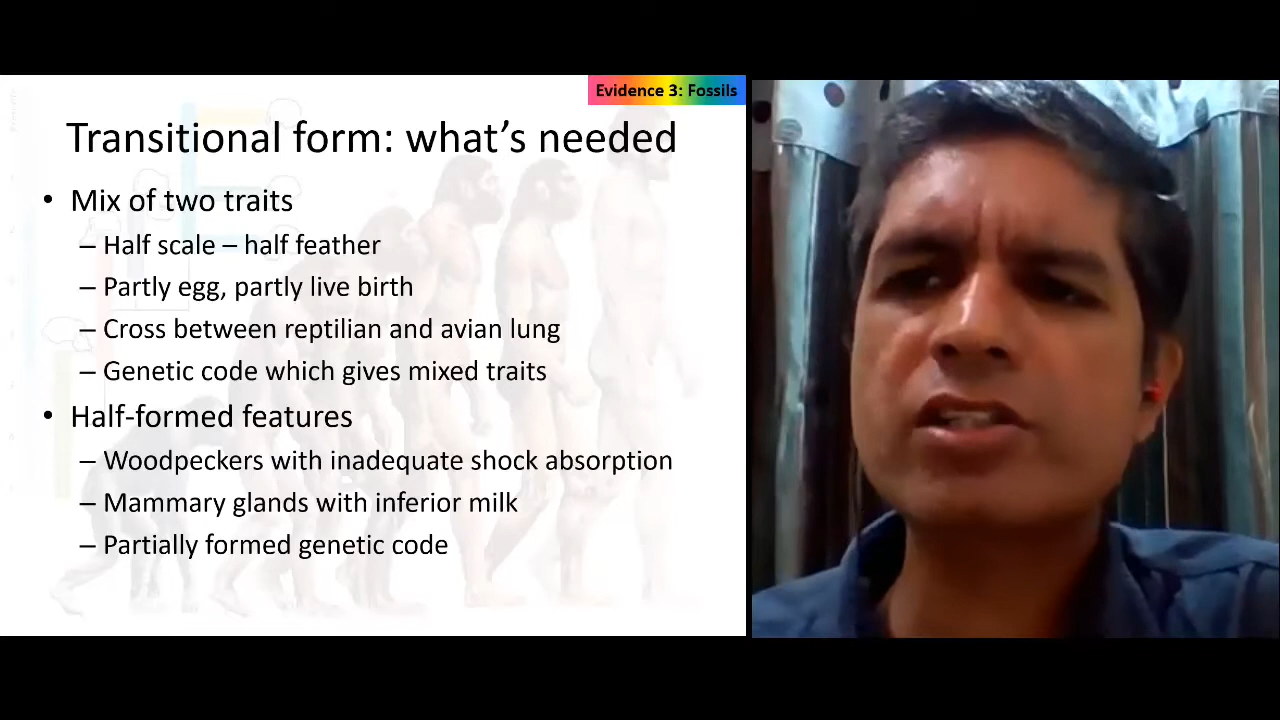 Evidence 3: Fossils
Transitional form: what's needed
• Mix of two traits
– Half scale – half feather
– Partly egg, partly live birth
– Cross between reptilian and avian lung
– Genetic code which gives mixed traits
• Half-formed features
– Woodpeckers with inadequate shock absorption
– Mammary glands with inferior milk
– Partially formed genetic code